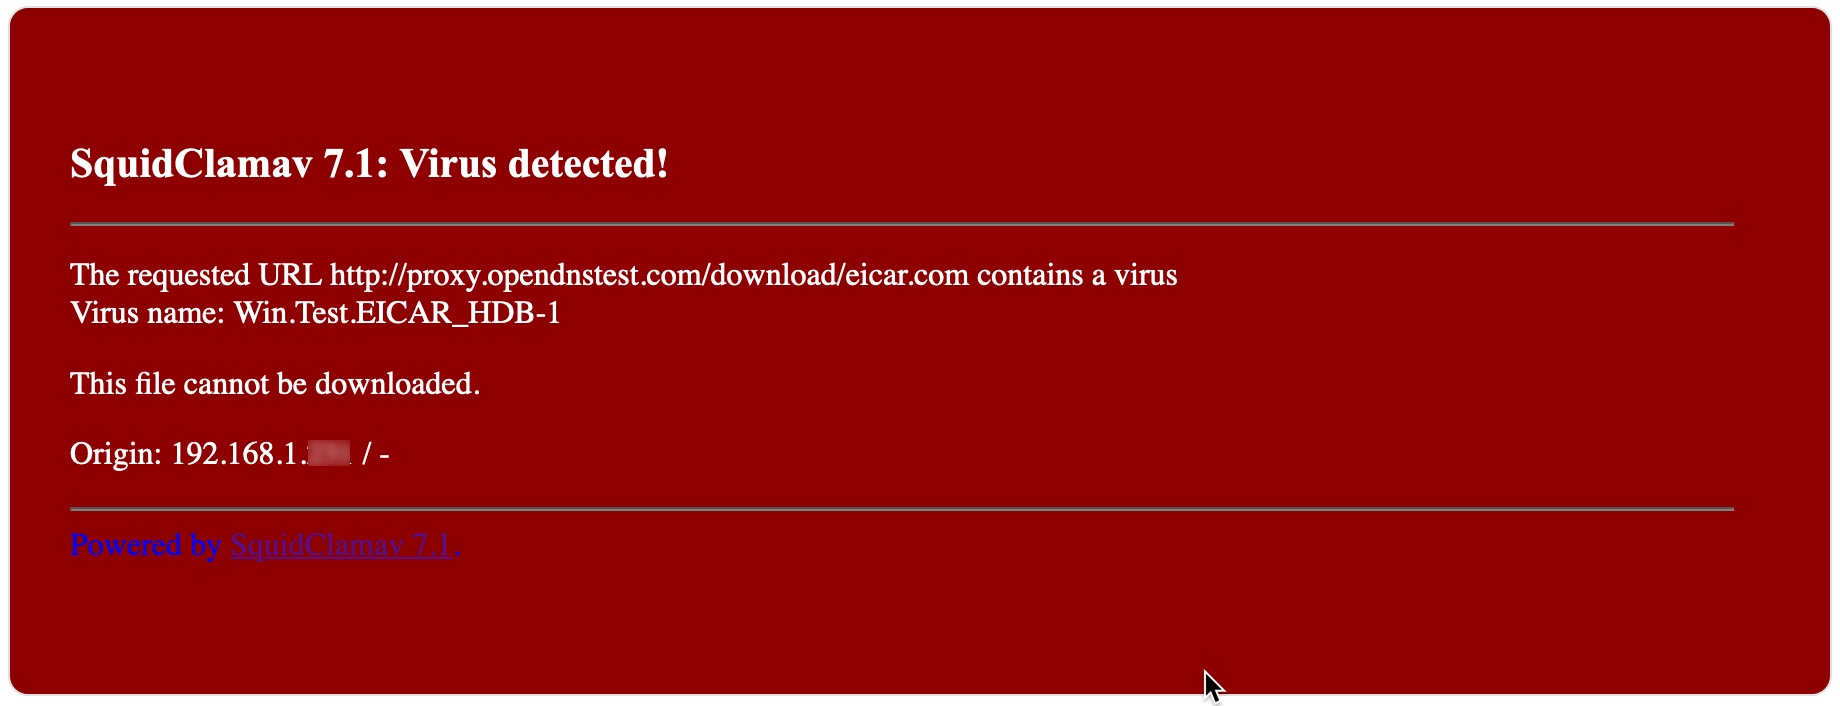 SquidClamav 7.1: Virus detected!
The requested URL http://proxy.opendnstest.com/download/eicar.com contains a virus
Virus name: Win.Test.EICAR_HDB-1
This file cannot be downloaded.
Origin: 192.168.1. / -
Powered by SquidClamav 7.1.